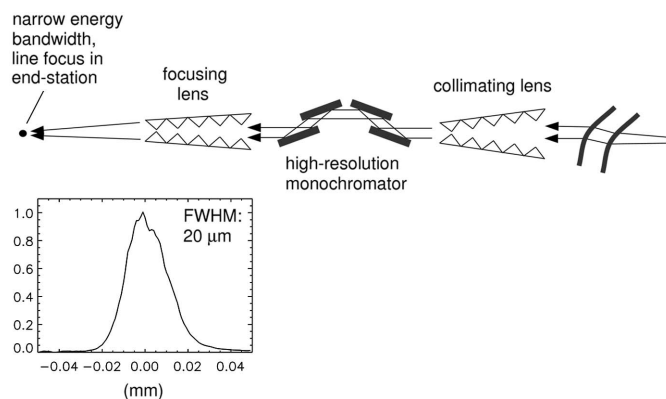 narrow energy
bandwidth,
line focus in
end-station
focusing
lens
collimating lens
high-resolution
monochromator
FWHM:
20 μm
1.0
0.8
0.6
0.4
0.2
0.0
−0.04 −0.02 0.00 0.02 0.04
(mm)